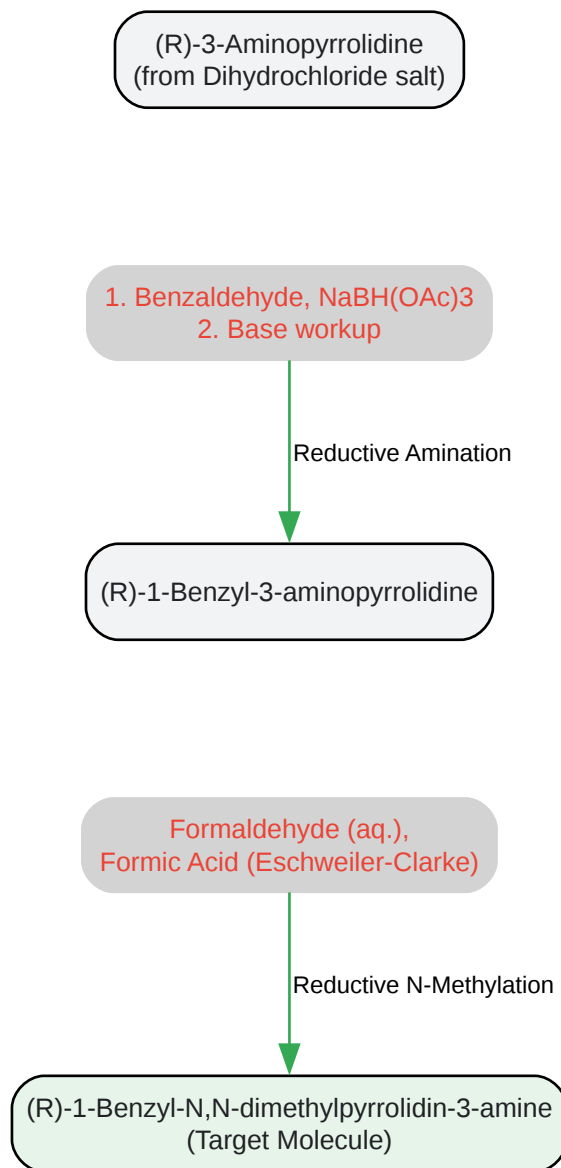 (R)-3-Aminopyrrolidine
(from Dihydrochloride salt)
1. Benzaldehyde, NaBH(OAc)3
2. Base workup
Reductive Amination
(R)-1-Benzyl-3-aminopyrrolidine
Formaldehyde (aq.),
Formic Acid (Eschweiler-Clarke)
Reductive N-Methylation
(R)-1-Benzyl-N,N-dimethylpyrrolidin-3-amine
(Target Molecule)